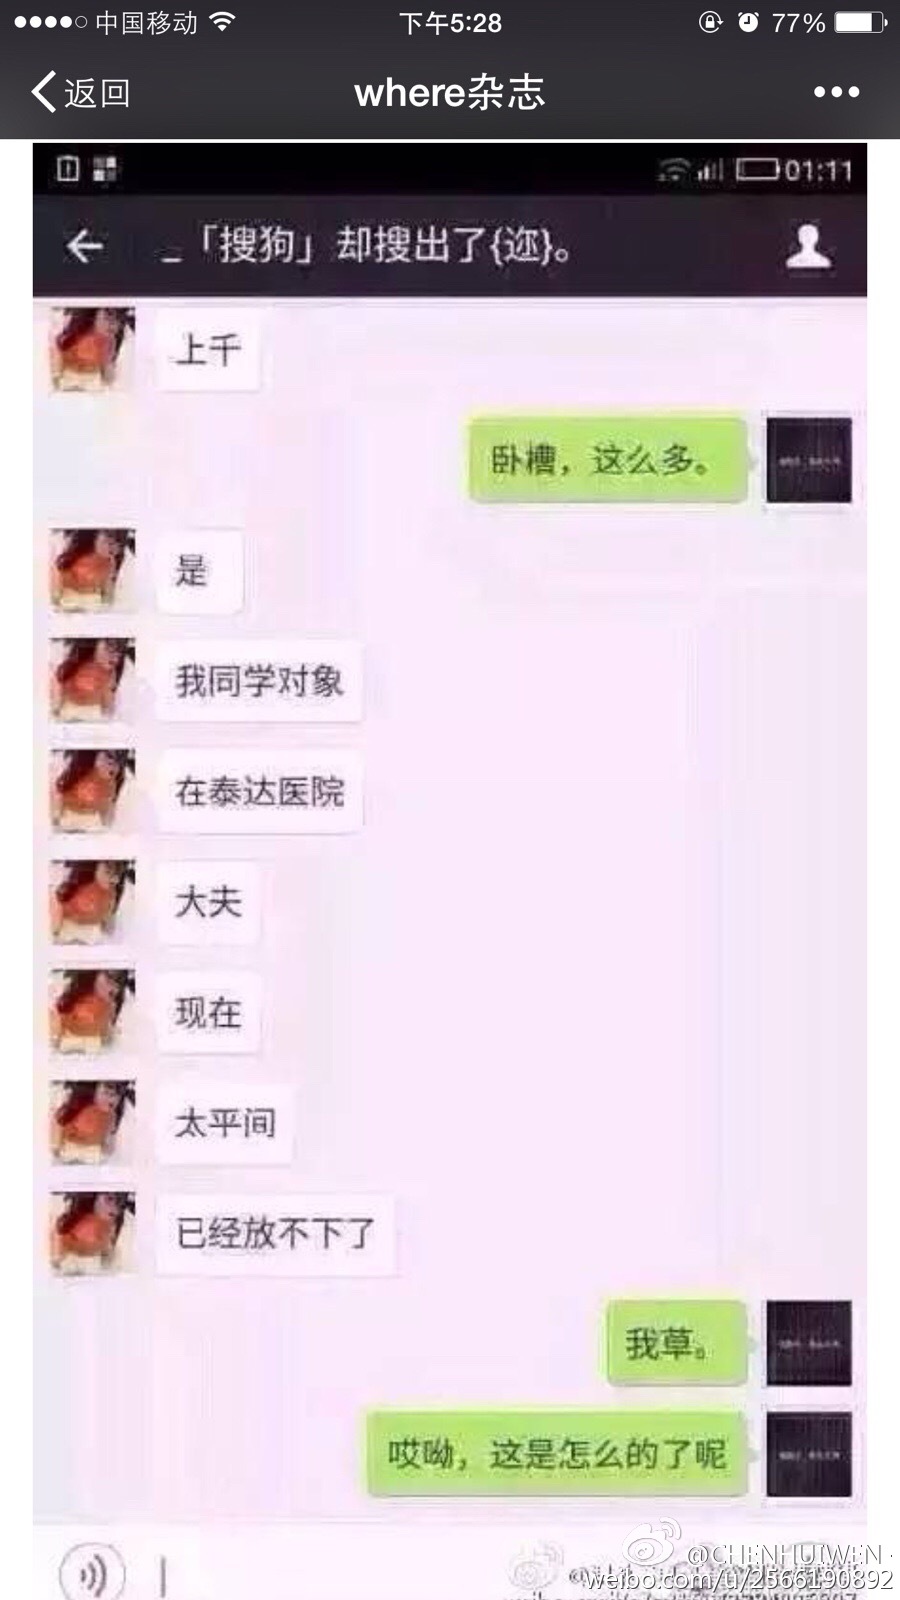 中国移动
下午5:28
77%
返回
where杂志
01:11
_「搜狗」却搜出了{迩}。
上千
卧槽，这么多。
是
我同学对象
在泰达医院
大夫
现在
太平间
已经放不下了
我草。
哎呦，这是怎么的了呢
@CHENHUIWEN
weibo.com/u/2566190892